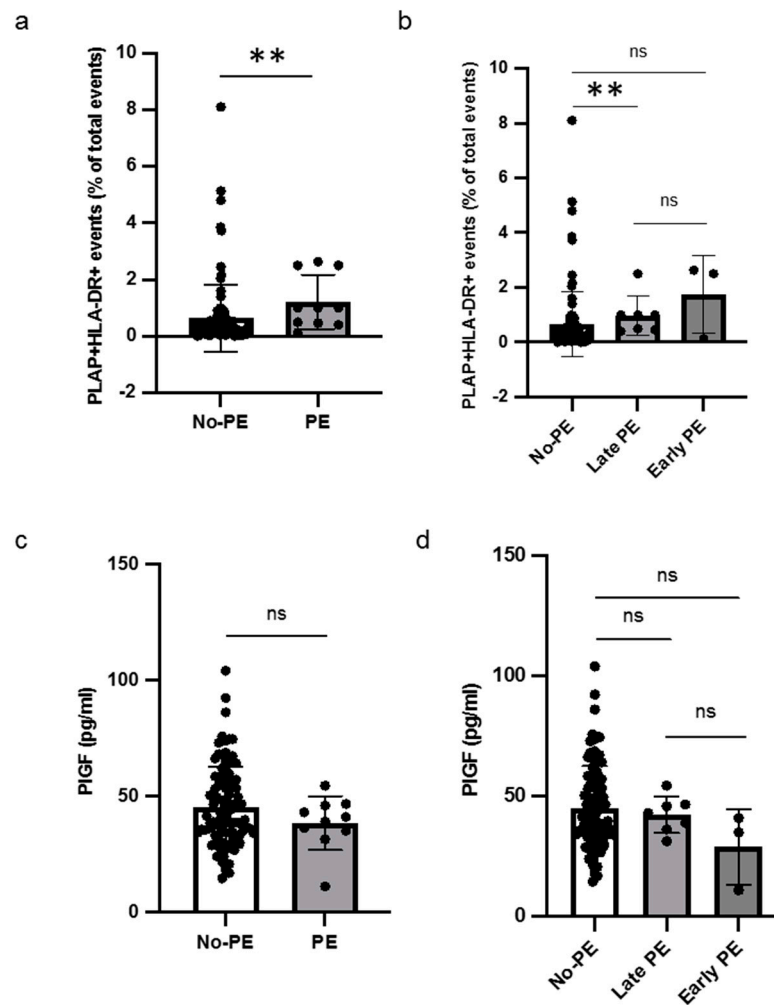 a
PLAP+HLA-DR+ events (% of total events)
10
8
6
4
2
0
-2
**
No-PE
PE
b
PLAP+HLA-DR+ events (% of total events)
10
8
6
4
2
0
-2
ns
**
ns
No-PE
Late PE
Early PE
c
PlGF (pg/ml)
150
100
50
0
ns
No-PE
PE
d
PlGF (pg/ml)
150
100
50
0
ns
ns
ns
No-PE
Late PE
Early PE